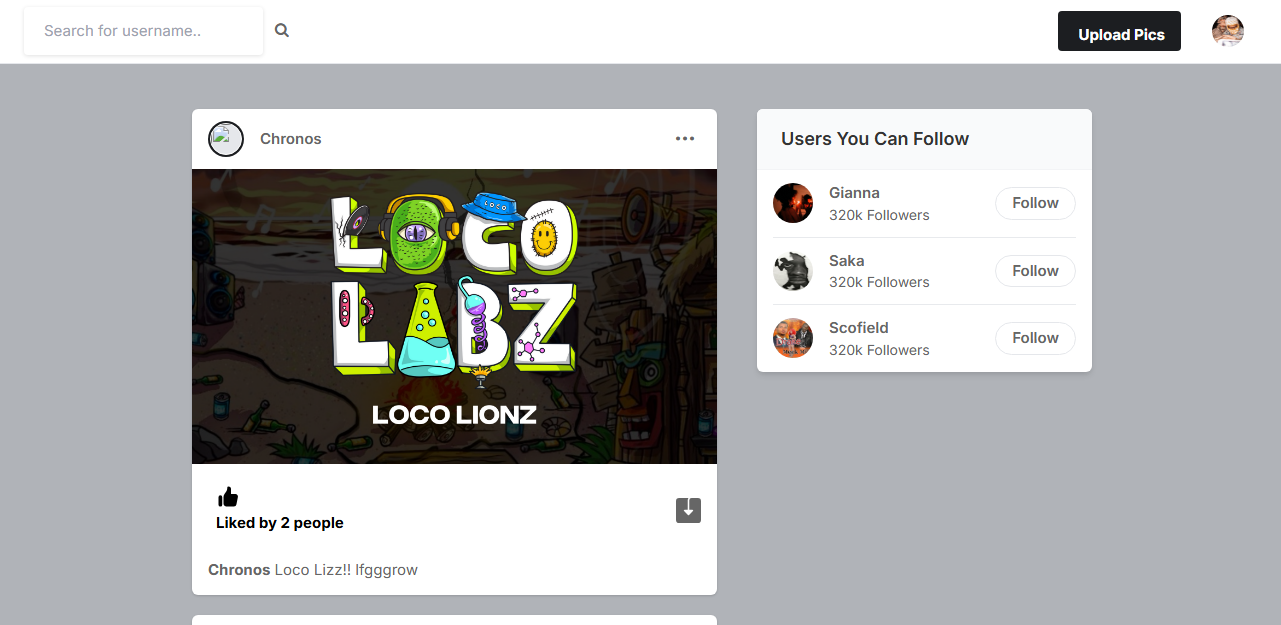 Search for username..
Upload Pics
Chronos
LOCO
LABZ
LOCO LIONZ
Liked by 2 people
Chronos Loco Lizz!! lfgggrow
Users You Can Follow
Gianna
320k Followers
Follow
Saka
320k Followers
Follow
Scofield
320k Followers
Follow